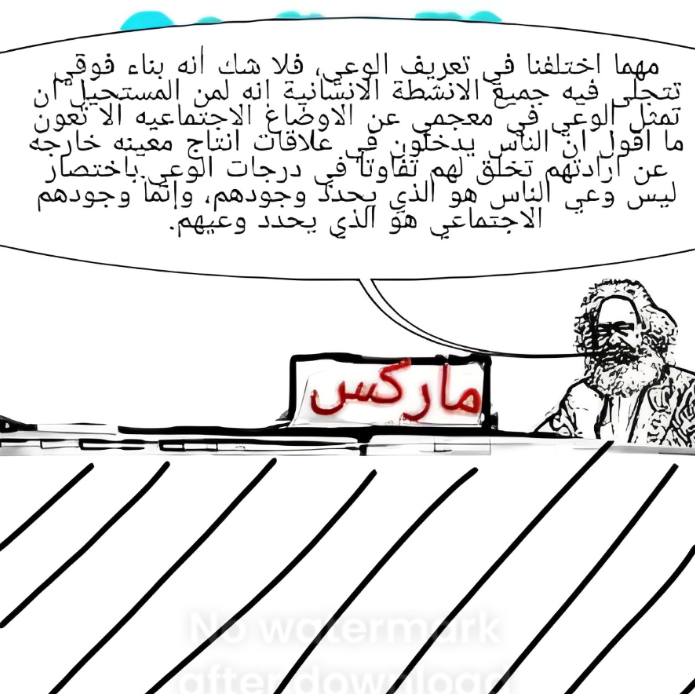 مهما اختلفنا في تعريف الوعي، فلا شك أنه بناء فوقي
تتجلى فيه جميع الانشطة الانسانية إنه لمن المستحيل أن
تمثل الوعي في معجمي عن الاوضاع الاجتماعيه الا تعون
ما اقول ان الناس يدخلون في علاقات انتاج معينه خارجه
عن ارادتهم تخلق لهم تفاوتا في درجات الوعي.باختصار
ليس وعي الناس هو الذي يحدد وجودهم، وإنما وجودهم
الاجتماعي هو الذي يحدد وعيهم.
ماركس
No watermark
after download